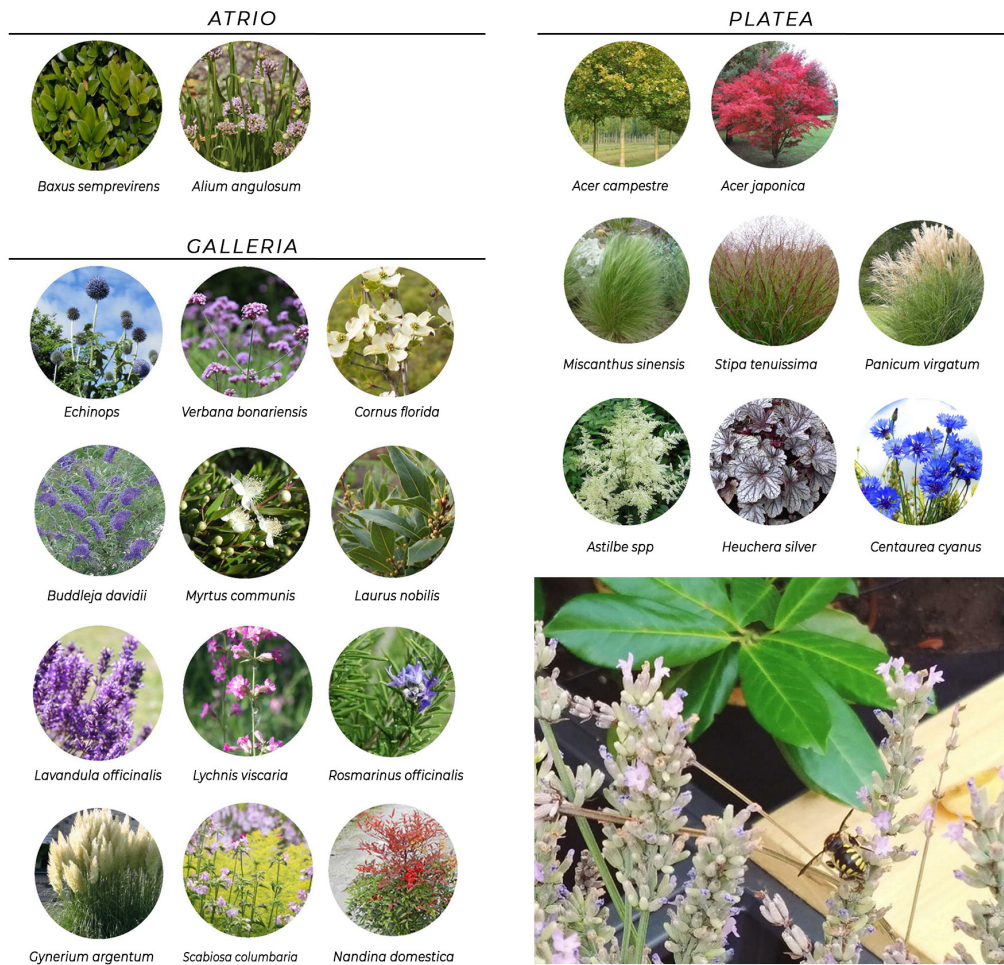 ATRIO
Baxus semprevirens
Alium angulosum
GALLERIA
Echinops
Verbana bonariensis
Cornus florida
Buddleja davidii
Myrtus communis
Laurus nobilis
Lavandula officinalis
Lychnis viscaria
Rosmarinus officinalis
Gynerium argentum
Scabiosa columbaria
Nandina domestica
PLATEA
Acer campestre
Acer japonica
Miscanthus sinensis
Stipa tenuissima
Panicum virgatum
Astilbe spp
Heuchera silver
Centaurea cyanus